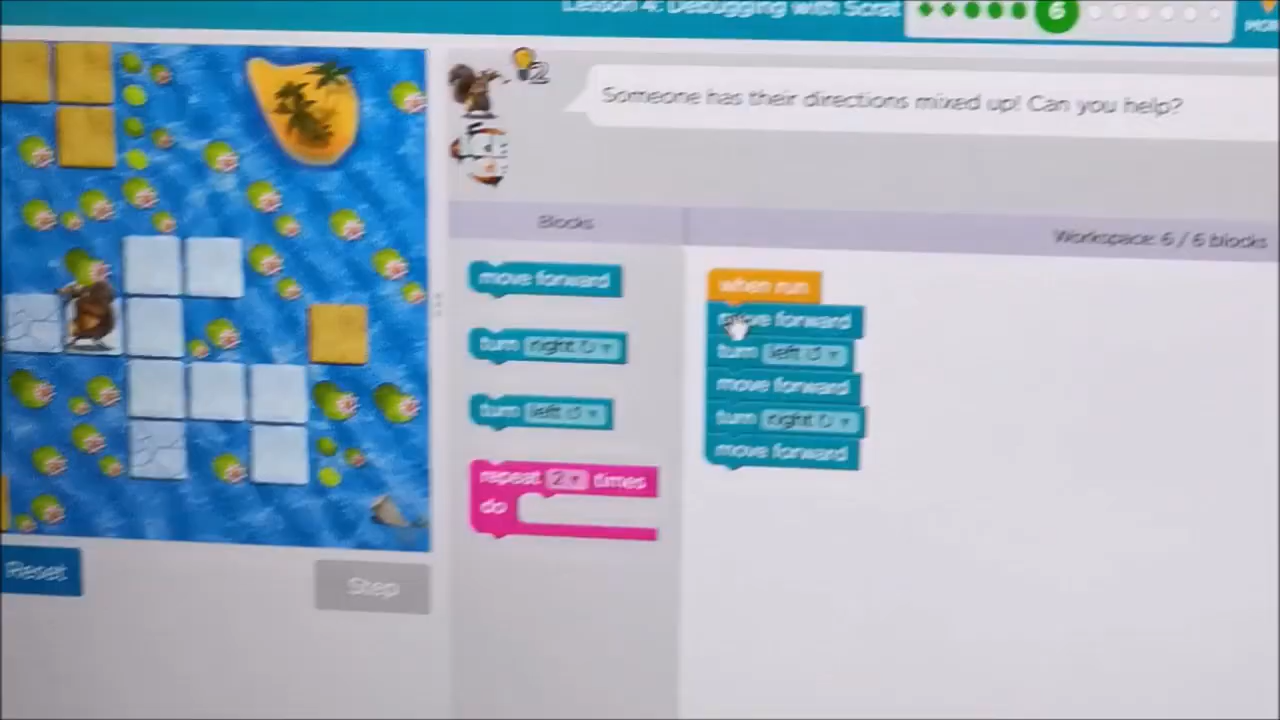 Lesson 4: Debugging with Scrat
6
2
Someone has their directions mixed up! Can you help?
Blocks
Workspace: 6 / 6 blocks
move forward
turn right ↻ ▾
turn left ↺ ▾
repeat 2 ▾ times
do
when run
move forward
turn left ↺ ▾
move forward
turn right ↻ ▾
move forward
Reset
Step